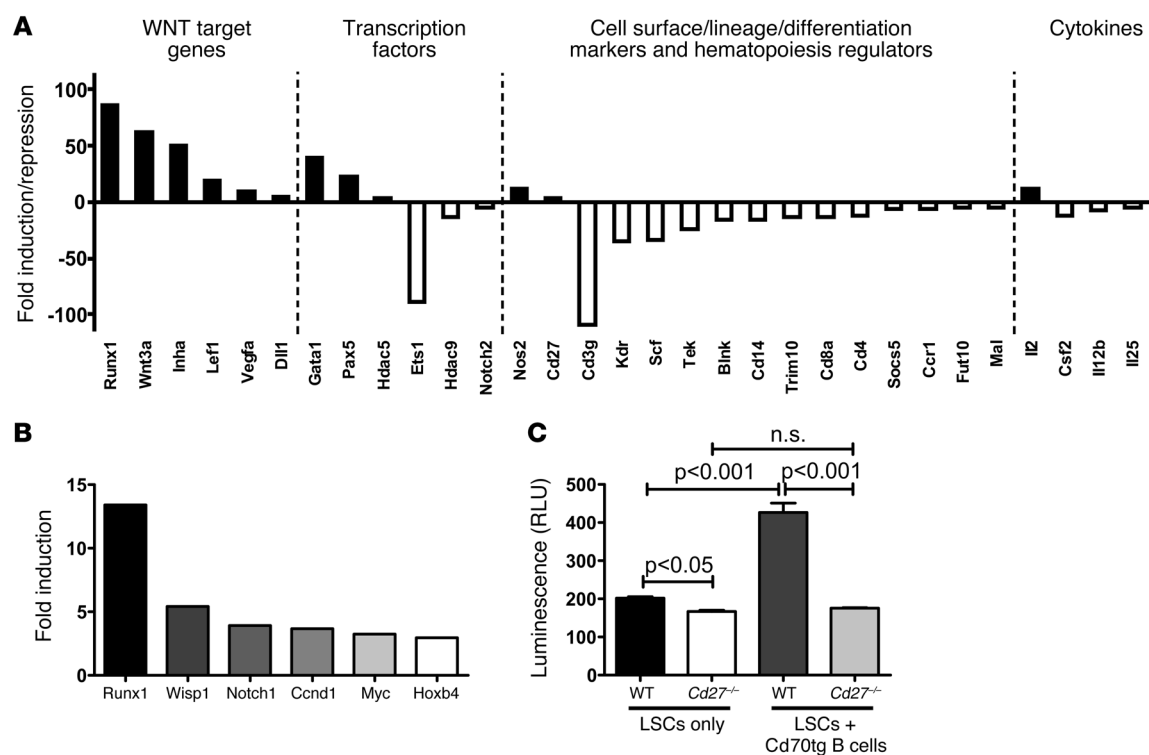 A
WNT target
genes
Transcription
factors
Cell surface/lineage/differentiation
markers and hematopoiesis regulators
Cytokines
Fold induction/repression
100
50
0
-50
-100
Runx1
Wnt3a
Inha
Lef1
Vegfa
Dll1
Gata1
Pax5
Hdac5
Ets1
Hdac9
Notch2
Nos2
Cd27
Cd3g
Kdr
Scf
Tek
Blnk
Cd14
Trim10
Cd8a
Cd4
Socs5
Ccr1
Fut10
Mal
Il2
Csf2
Il12b
Il25
B
Fold induction
15
10
5
0
Runx1 Wisp1 Notch1 Ccnd1 Myc Hoxb4
C
n.s.
p<0.001 p<0.001
p<0.05
Luminescence (RLU)
500
400
300
200
100
0
WT Cd27–/– WT Cd27–/–
LSCs only
LSCs +
Cd70tg B cells